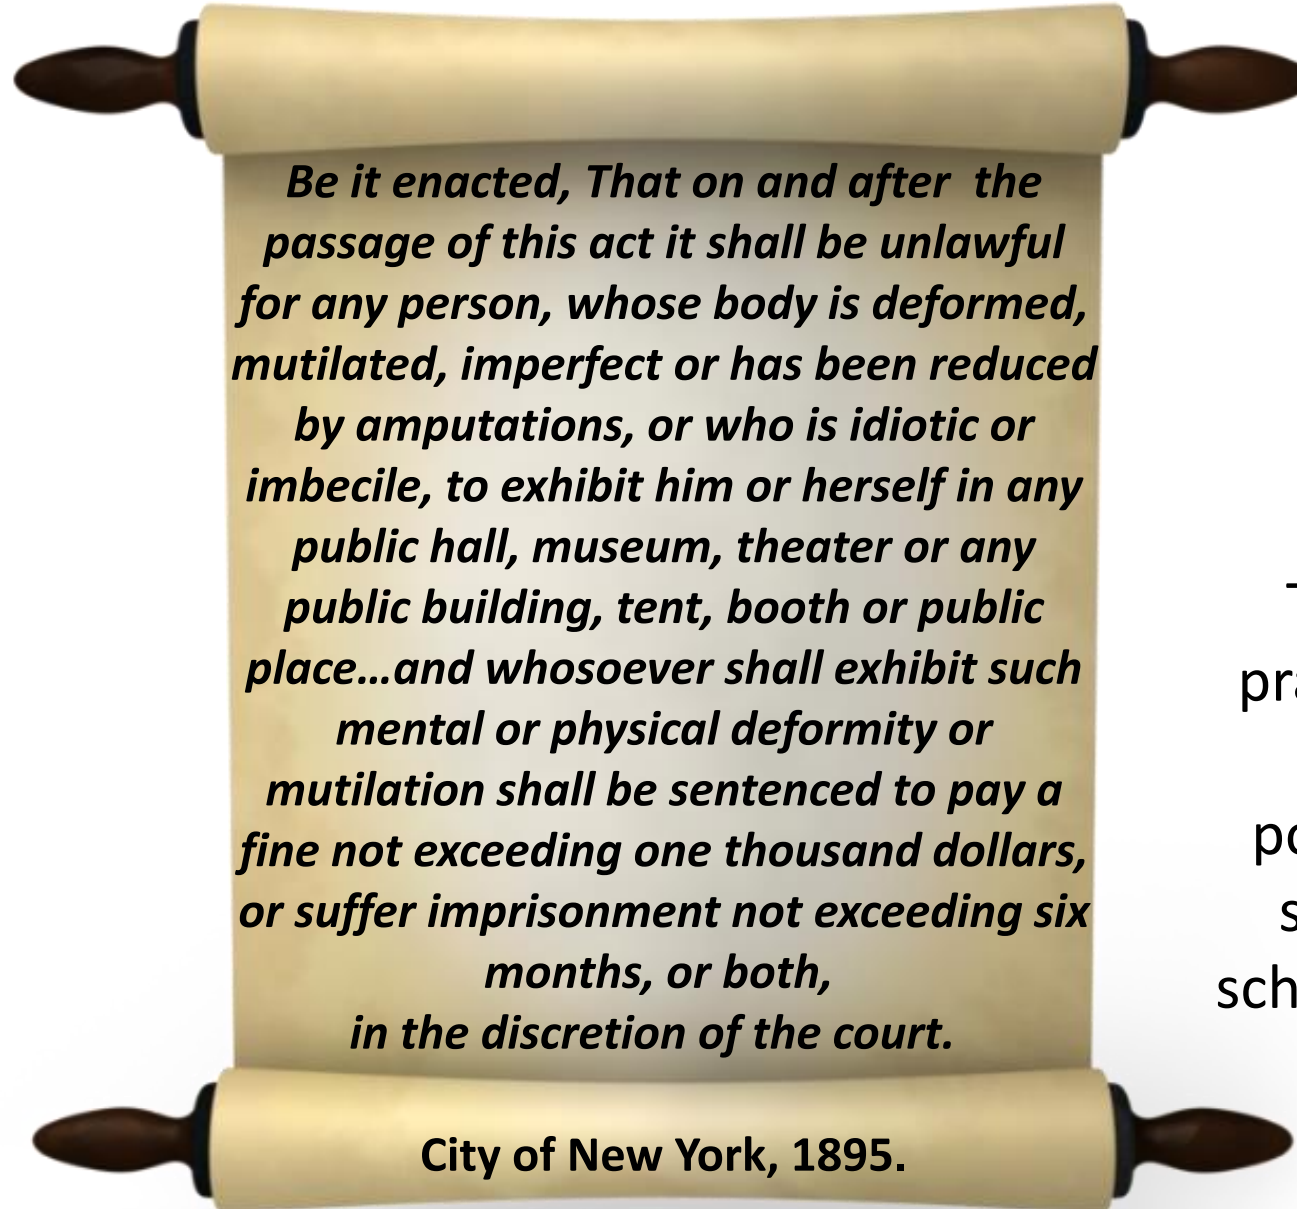 Be it enacted, That on and after the
passage of this act it shall be unlawful
for any person, whose body is deformed,
mutilated, imperfect or has been reduced
by amputations, or who is idiotic or
imbecile, to exhibit him or herself in any
public hall, museum, theater or any
public building, tent, booth or public
place...and whosoever shall exhibit such
mental or physical deformity or
mutilation shall be sentenced to pay a
fine not exceeding one thousand dollars,
or suffer imprisonment not exceeding six
months, or both,
in the discretion of the court.
City of New York, 1895.